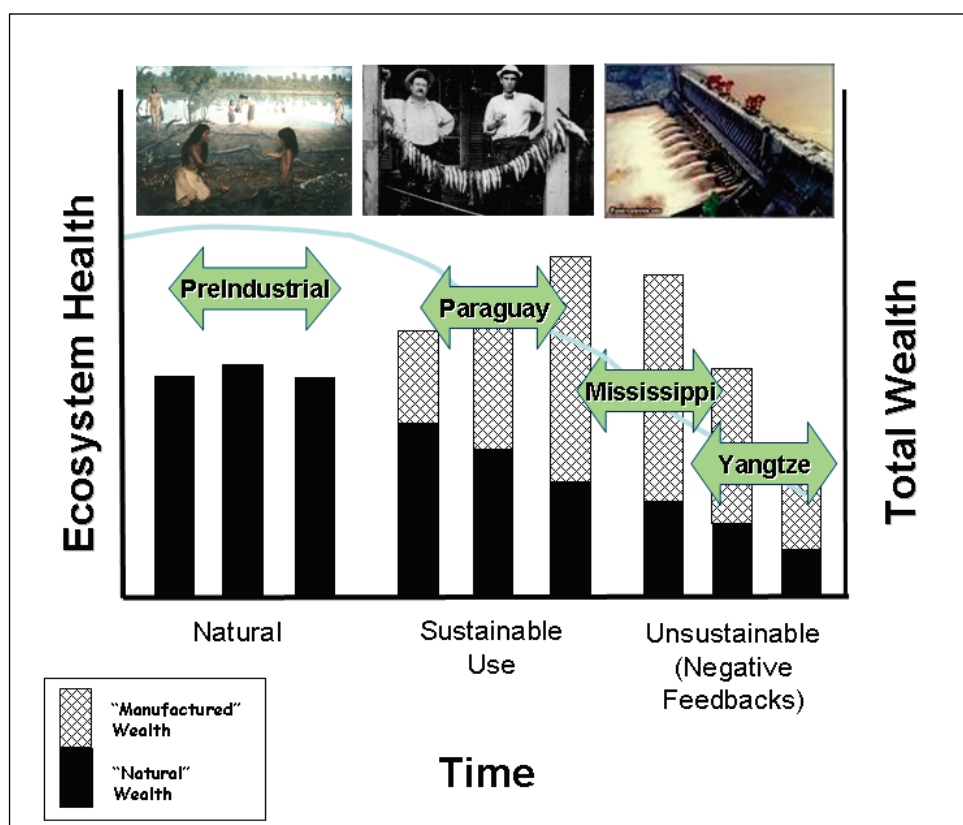 Ecosystem Health
Total Wealth
PreIndustrial
Paraguay
Mississippi
Yangtze
Natural
Sustainable
Use
Unsustainable
(Negative
Feedbacks)
"Manufactured"
Wealth
"Natural"
Wealth
Time